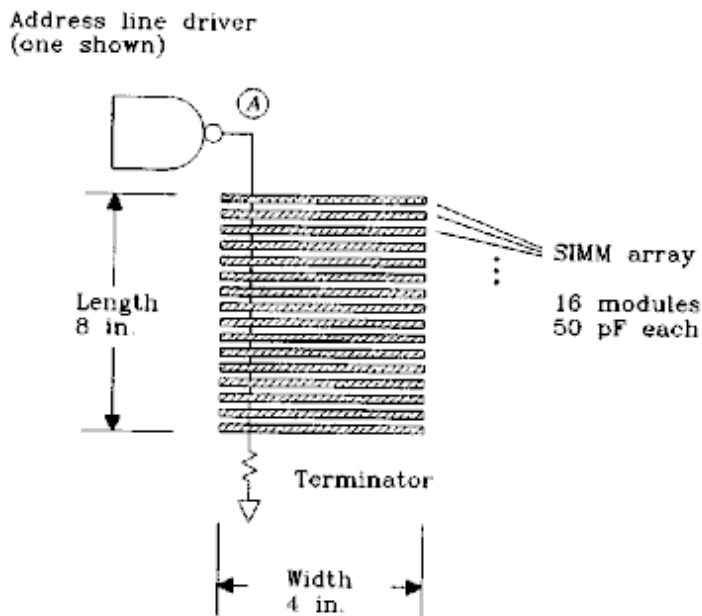 Address line driver
(one shown)
A
Length
8 in.
SIMM array
16 modules
50 pF each
Terminator
Width
4 in.